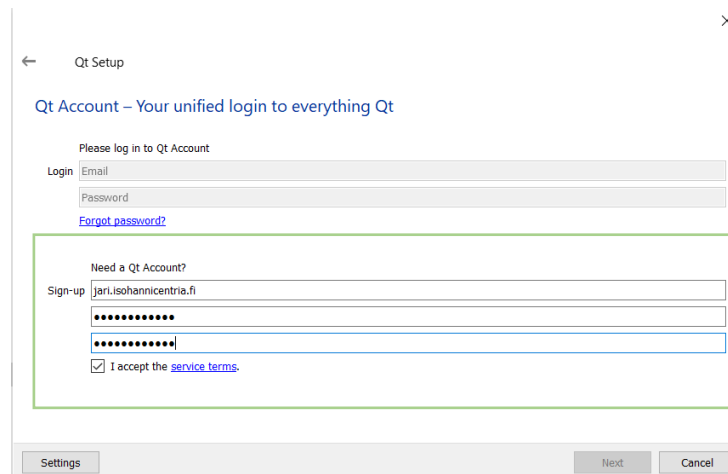 Qt Setup
Qt Account – Your unified login to everything Qt
Please log in to Qt Account
Login Email
Password
Forgot password?
Need a Qt Account?
Sign-up jari.isohannicentria.fi
●●●●●●●●●●●●
●●●●●●●●●●●●
I accept the service terms.
Settings Next Cancel